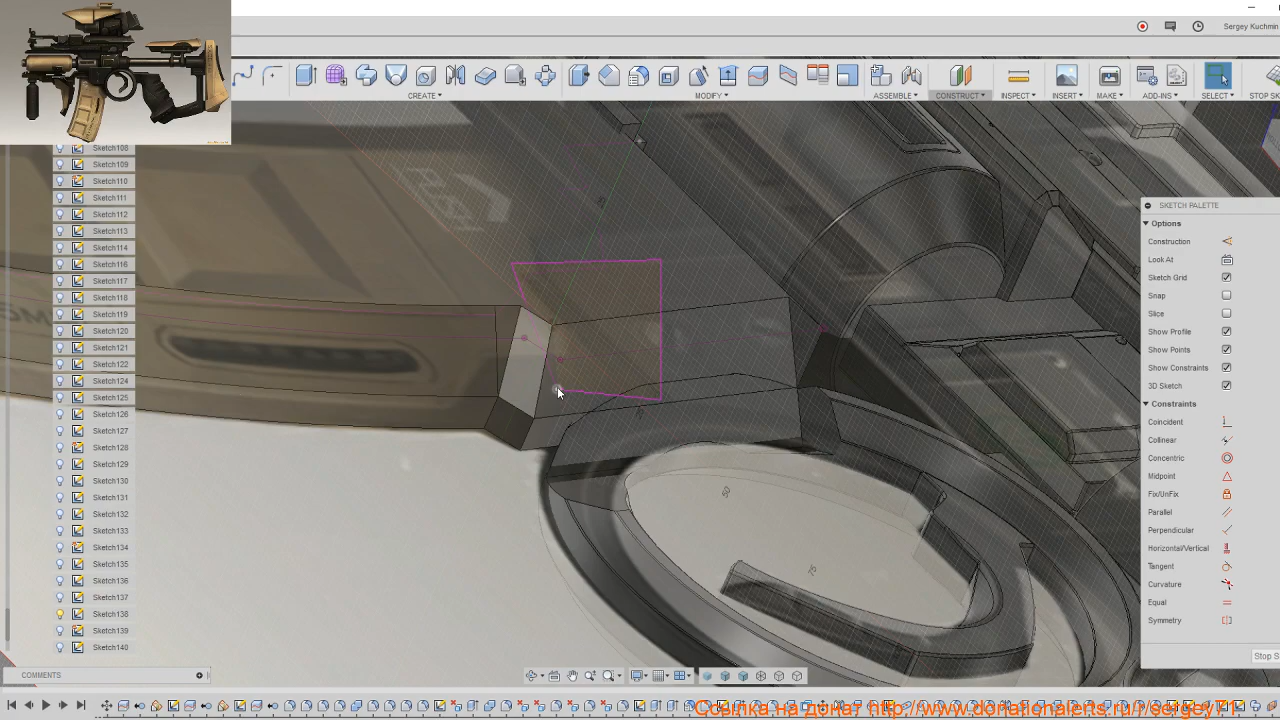 Sergey Kuchmin
CREATE▾
MODIFY▾
ASSEMBLE▾
CONSTRUCT▾
INSPECT▾
INSERT▾
MAKE▾
ADD-INS▾
SELECT▾
STOP SK
Sketch108
Sketch109
Sketch110
Sketch111
Sketch112
Sketch113
Sketch114
Sketch116
Sketch117
Sketch118
Sketch119
Sketch120
Sketch121
Sketch122
Sketch124
Sketch125
Sketch126
Sketch127
Sketch128
Sketch129
Sketch130
Sketch131
Sketch132
Sketch133
Sketch134
Sketch135
Sketch136
Sketch137
Sketch138
Sketch139
Sketch140
SKETCH PALETTE
Options
Construction
Look At
Sketch Grid
Snap
Slice
Show Profile
Show Points
Show Constraints
3D Sketch
Constraints
Coincident
Collinear
Concentric
Midpoint
Fix/UnFix
Parallel
Perpendicular
Horizontal/Vertical
Tangent
Curvature
Equal
Symmetry
Stop S
COMMENTS
Ссылка на донат http://www.donationalerts.ru/r/sergey71